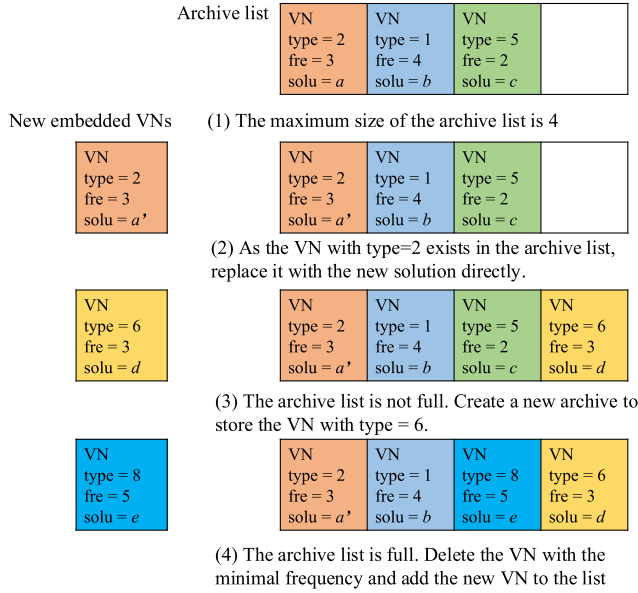 Archive list
VN
type = 2
fre = 3
solu = a
VN
type = 1
fre = 4
solu = b
VN
type = 5
fre = 2
solu = c
New embedded VNs
(1) The maximum size of the archive list is 4
VN
type = 2
fre = 3
solu = a’
VN
type = 2
fre = 3
solu = a’
VN
type = 1
fre = 4
solu = b
VN
type = 5
fre = 2
solu = c
(2) As the VN with type=2 exists in the archive list,
replace it with the new solution directly.
VN
type = 6
fre = 3
solu = d
VN
type = 2
fre = 3
solu = a’
VN
type = 1
fre = 4
solu = b
VN
type = 5
fre = 2
solu = c
VN
type = 6
fre = 3
solu = d
(3) The archive list is not full. Create a new archive to
store the VN with type = 6.
VN
type = 8
fre = 5
solu = e
VN
type = 2
fre = 3
solu = a’
VN
type = 1
fre = 4
solu = b
VN
type = 8
fre = 5
solu = e
VN
type = 6
fre = 3
solu = d
(4) The archive list is full. Delete the VN with the
minimal frequency and add the new VN to the list